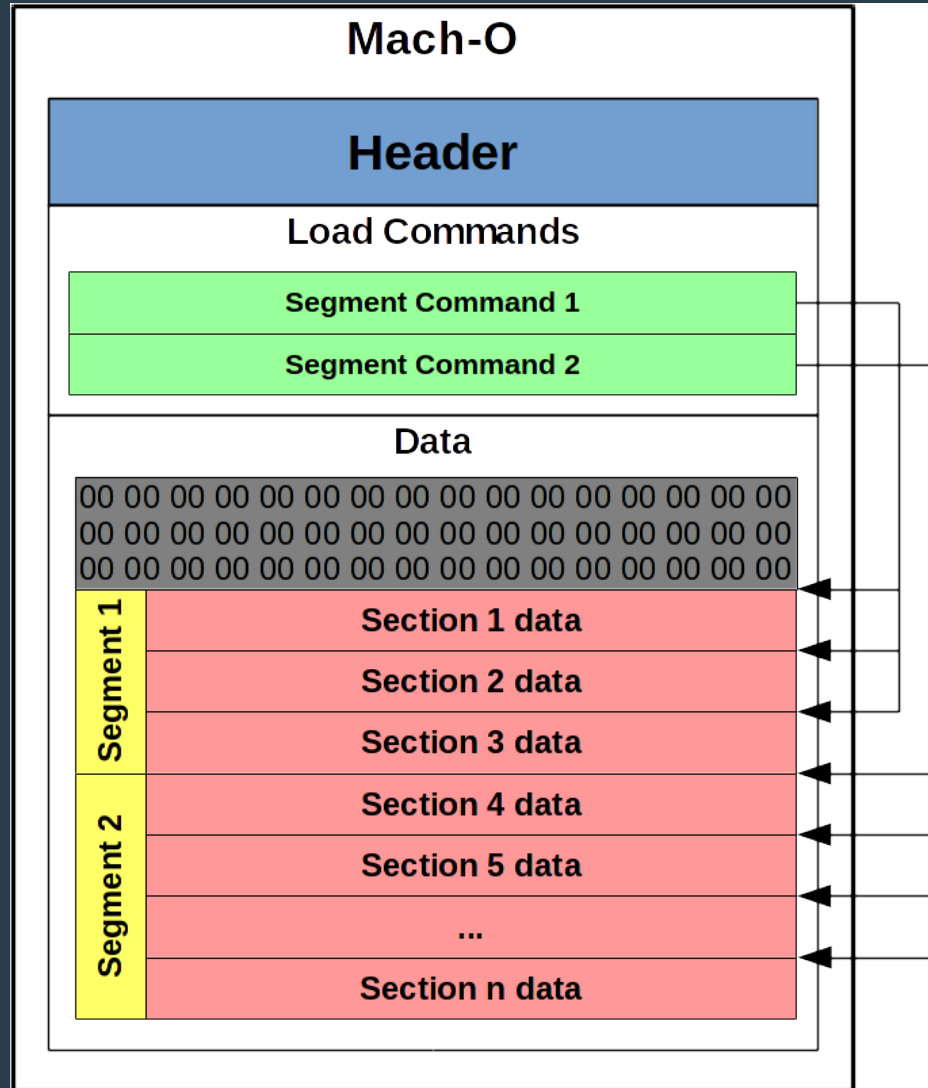 Mach-O
Header
Load Commands
Segment Command 1
Segment Command 2
Data
00 00 00 00 00 00 00 00 00 00 00 00 00 00 00 00
00 00 00 00 00 00 00 00 00 00 00 00 00 00 00 00
00 00 00 00 00 00 00 00 00 00 00 00 00 00 00 00
Segment 1
Section 1 data
Section 2 data
Section 3 data
Segment 2
Section 4 data
Section 5 data
...
Section n data